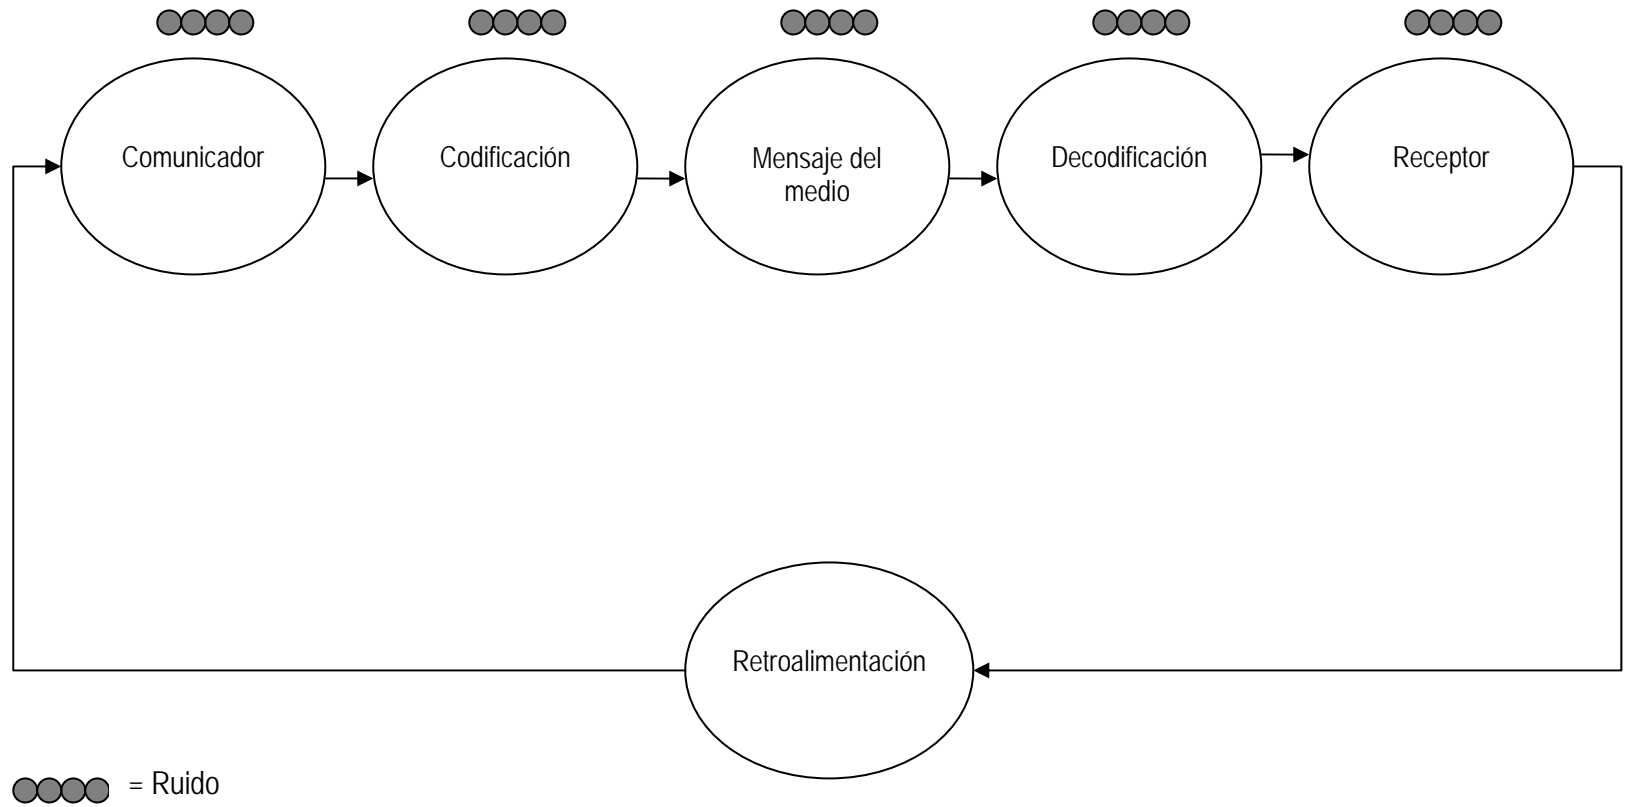 Comunicador
Codificación
Mensaje del
medio
Decodificación
Receptor
Retroalimentación
= Ruido